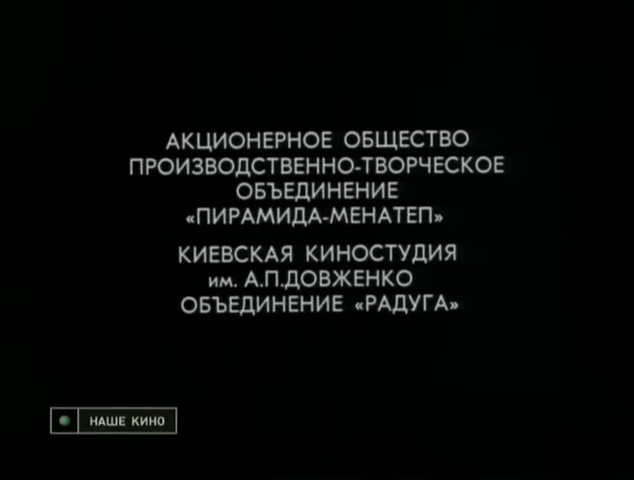 АКЦИОНЕРНОЕ ОБЩЕСТВО
ПРОИЗВОДСТВЕННО-ТВОРЧЕСКОЕ
ОБЪЕДИНЕНИЕ
«ПИРАМИДА-МЕНАТЕП»
КИЕВСКАЯ КИНОСТУДИЯ
им. А.П.ДОВЖЕНКО
ОБЪЕДИНЕНИЕ «РАДУГА»
НАШЕ КИНО